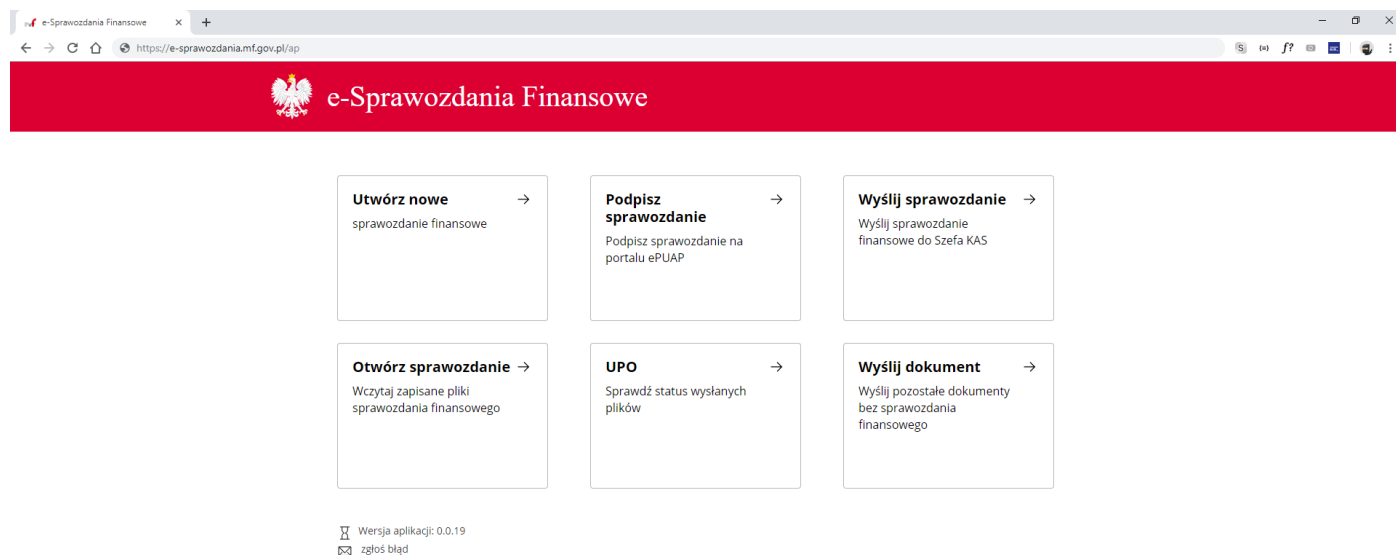 e-Sprawozdania Finansowe
https://e-sprawozdania.mf.gov.pl/ap
e-Sprawozdania Finansowe
Utwórz nowe
sprawozdanie finansowe
Podpisz
sprawozdanie
Podpisz sprawozdanie na
portalu ePUAP
Wyślij sprawozdanie
Wyślij sprawozdanie
finansowe do Szefa KAS
Otwórz sprawozdanie
Wczytaj zapisane pliki
sprawozdania finansowego
UPO
Sprawdź status wysłanych
plików
Wyślij dokument
Wyślij pozostałe dokumenty
bez sprawozdania
finansowego
Wersja aplikacji: 0.0.19
zgłoś błąd